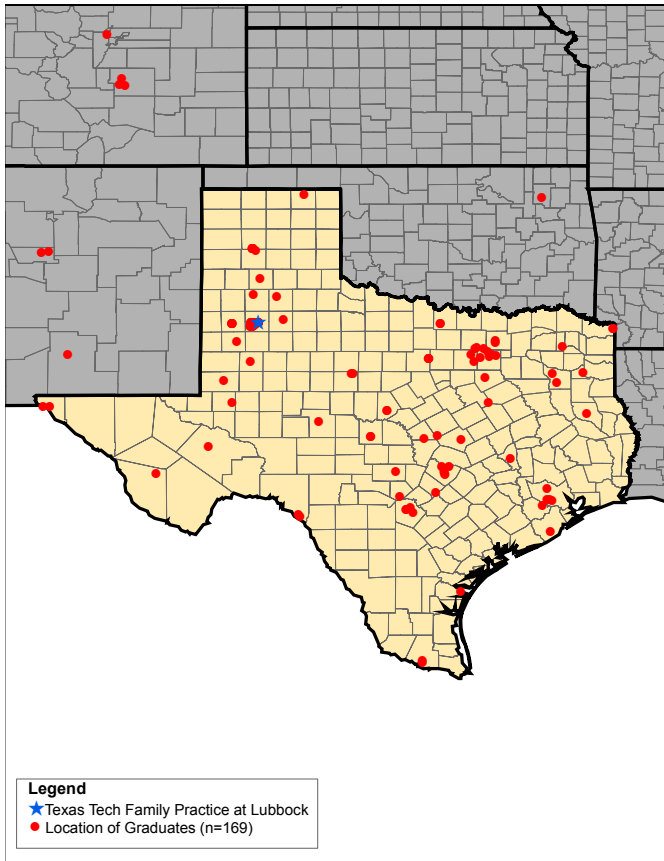 Legend
Texas Tech Family Practice at Lubbock
Location of Graduates (n=169)